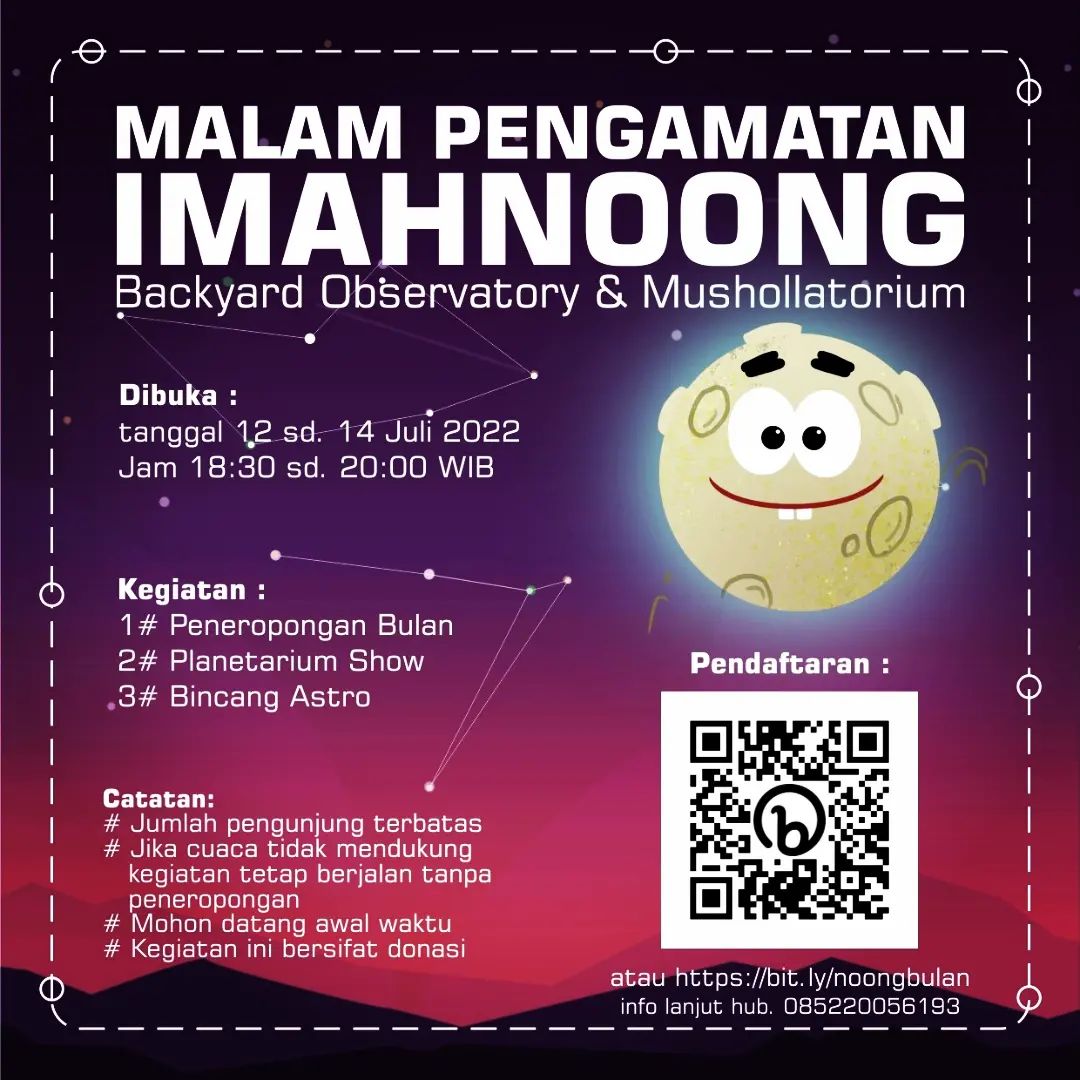 MALAM PENGAMATAN
IMAHNOONG
Backyard Observatory & Mushollatorium
Dibuka :
tanggal 12 sd. 14 Juli 2022
Jam 18:30 sd. 20:00 WIB
Kegiatan :
1# Peneropongan Bulan
2# Planetarium Show
3# Bincang Astro
Catatan:
# Jumlah pengunjung terbatas
# Jika cuaca tidak mendukung
kegiatan tetap berjalan tanpa
peneropongan
# Mohon datang awal waktu
# Kegiatan ini bersifat donasi
Pendaftaran :
b
atau https://bit.ly/noongbulan
info lanjut hub. 085220056193